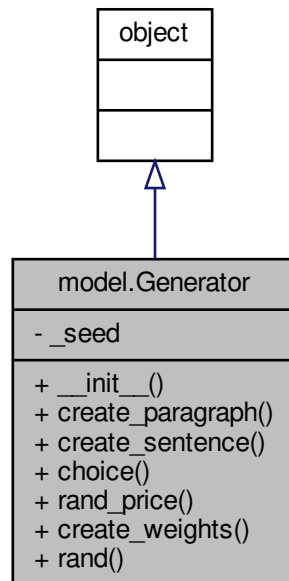 object
model.Generator
- _seed
+ __init__()
+ create_paragraph()
+ create_sentence()
+ choice()
+ rand_price()
+ create_weights()
+ rand()